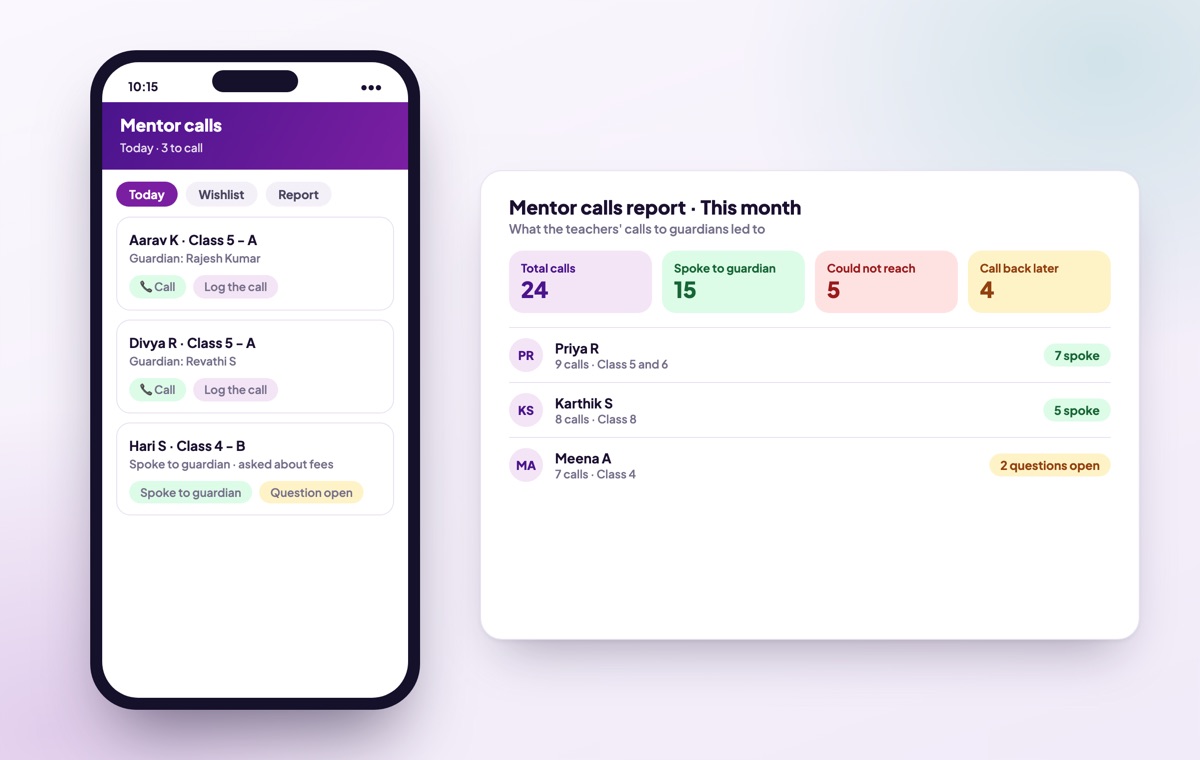 10:15
Mentor calls
Today · 3 to call
Today
Wishlist
Report
Aarav K · Class 5 – A
Guardian: Rajesh Kumar
📞 Call
Log the call
Divya R · Class 5 – A
Guardian: Revathi S
📞 Call
Log the call
Hari S · Class 4 – B
Spoke to guardian · asked about fees
Spoke to guardian
Question open
Mentor calls report · This month
What the teachers' calls to guardians led to
Total calls
24
Spoke to guardian
15
Could not reach
5
Call back later
4
PR
Priya R
9 calls · Class 5 and 6
7 spoke
KS
Karthik S
8 calls · Class 8
5 spoke
MA
Meena A
7 calls · Class 4
2 questions open